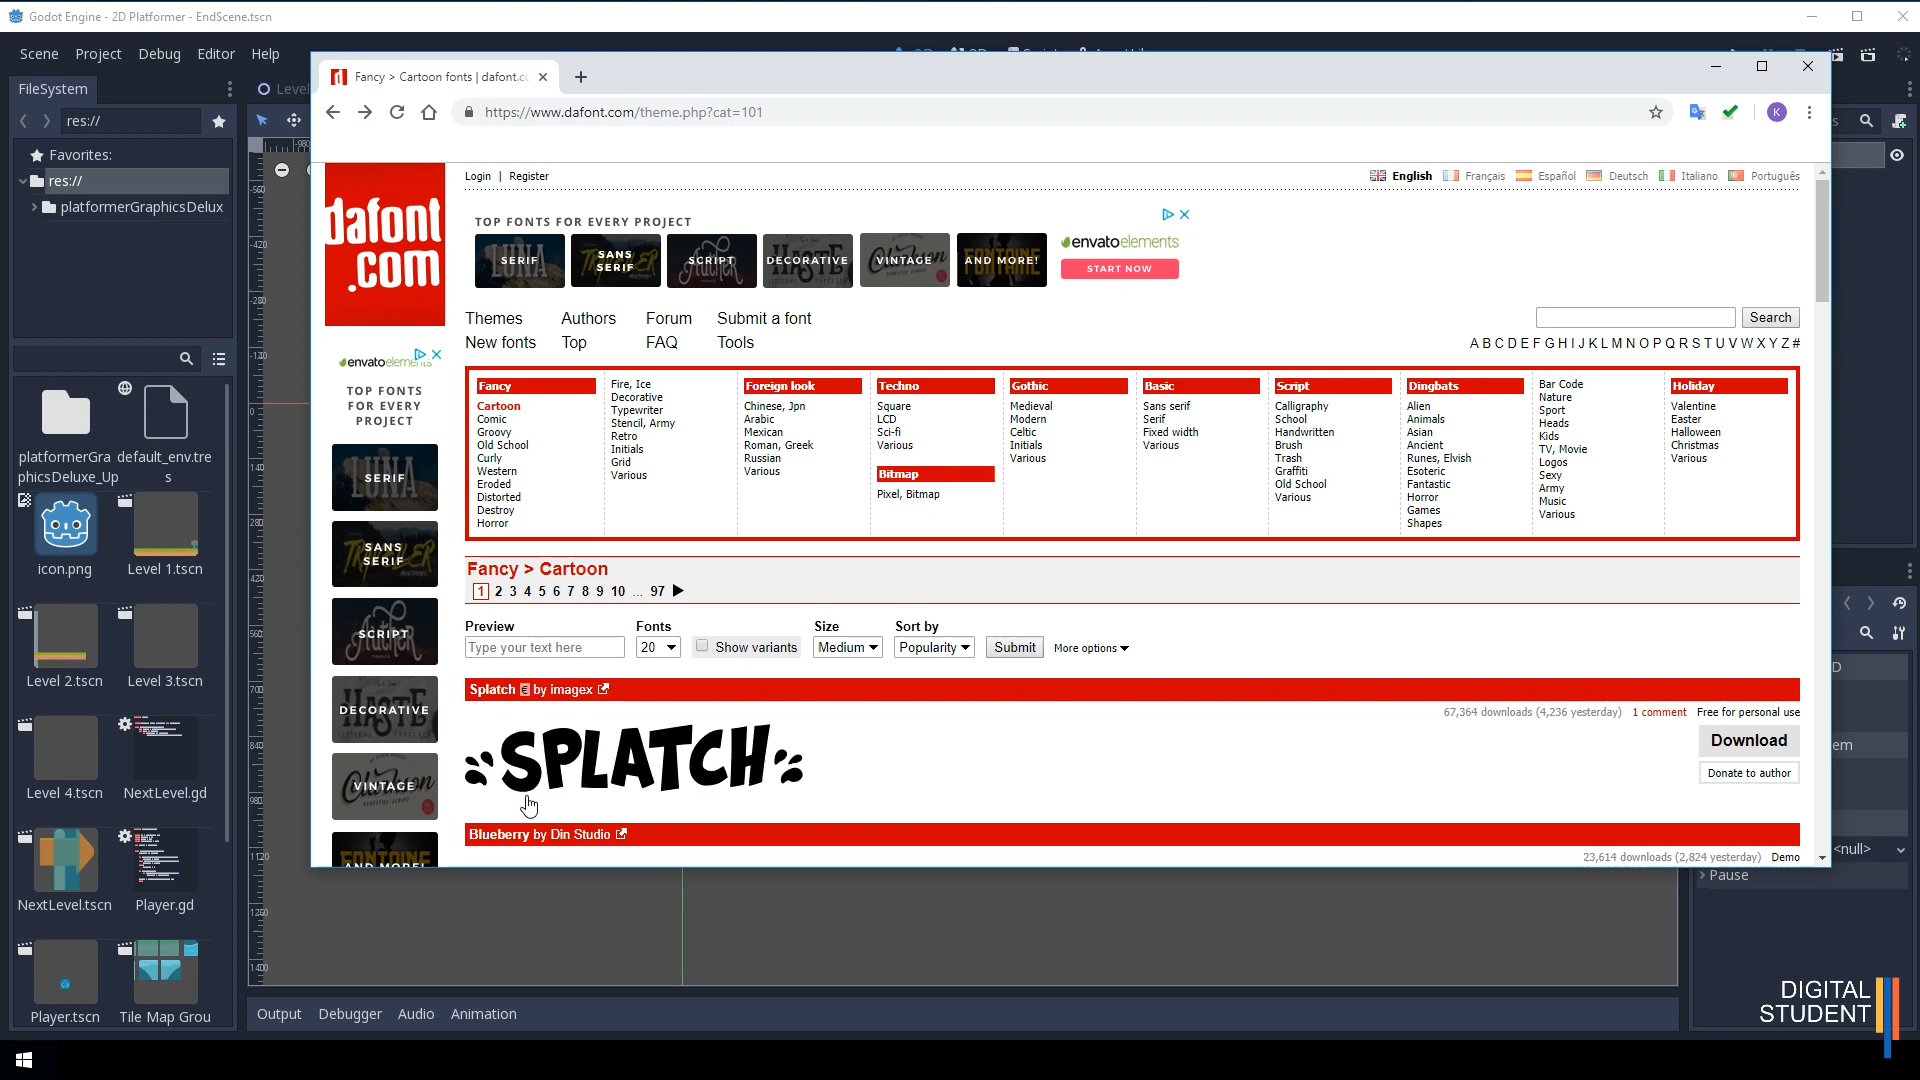 Godot Engine - 2D Platformer - EndScene.tscn
Scene Project Debug Editor Help
FileSystem
Level
res://
Favorites:
res://
platformerGraphicsDelux
platformerGra
phicsDeluxe_Up
default_env.tre
s
icon.png
Level 1.tscn
Level 2.tscn
Level 3.tscn
Level 4.tscn
NextLevel.gd
NextLevel.tscn
Player.gd
Player.tscn
Tile Map Grou
Fancy > Cartoon fonts | dafont.cc
https://www.dafont.com/theme.php?cat=101
K
Login | Register
English Français Español Deutsch Italiano Português
dafont
.com
TOP FONTS FOR EVERY PROJECT
SERIF
SANS
SERIF
SCRIPT
DECORATIVE
VINTAGE
AND MORE!
envatoelements
START NOW
Themes Authors Forum Submit a font
New fonts Top FAQ Tools
Search
A B C D E F G H I J K L M N O P Q R S T U V W X Y Z #
envatoelements
TOP FONTS
FOR EVERY
PROJECT
SERIF
SANS
SERIF
SCRIPT
DECORATIVE
VINTAGE
AND MORE!
Fancy
Cartoon
Comic
Groovy
Old School
Curly
Western
Eroded
Distorted
Destroy
Horror
Fire, Ice
Decorative
Typewriter
Stencil, Army
Retro
Initials
Grid
Various
Foreign look
Chinese, Jpn
Arabic
Mexican
Roman, Greek
Russian
Various
Techno
Square
LCD
Sci-fi
Various
Bitmap
Pixel, Bitmap
Gothic
Medieval
Modern
Celtic
Initials
Various
Basic
Sans serif
Serif
Fixed width
Various
Script
Calligraphy
School
Handwritten
Brush
Trash
Graffiti
Old School
Various
Dingbats
Alien
Animals
Asian
Ancient
Runes, Elvish
Esoteric
Fantastic
Horror
Games
Shapes
Bar Code
Nature
Sport
Heads
Kids
TV, Movie
Logos
Sexy
Army
Music
Various
Holiday
Valentine
Easter
Halloween
Christmas
Various
Fancy > Cartoon
1 2 3 4 5 6 7 8 9 10 ... 97
Preview Fonts Size Sort by
Type your text here 20 Show variants Medium Popularity Submit More options
Splatch € by imagex
67,364 downloads (4,236 yesterday) 1 comment Free for personal use
SPLATCH
Download
Donate to author
Blueberry by Din Studio
23,614 downloads (2,824 yesterday) Demo
<null>
Pause
Output Debugger Audio Animation
DIGITAL
STUDENT